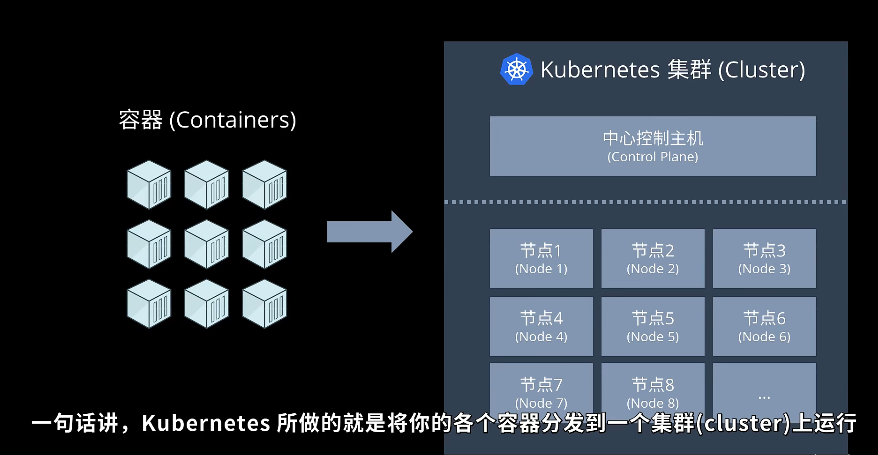 容器 (Containers)
Kubernetes 集群 (Cluster)
中心控制主机
(Control Plane)
节点1
(Node 1)
节点2
(Node 2)
节点3
(Node 3)
节点4
(Node 4)
节点5
(Node 5)
节点6
(Node 6)
节点7
(Node 7)
节点8
(Node 8)
...
一句话讲，Kubernetes 所做的就是将你的各个容器分发到一个集群(cluster)上运行